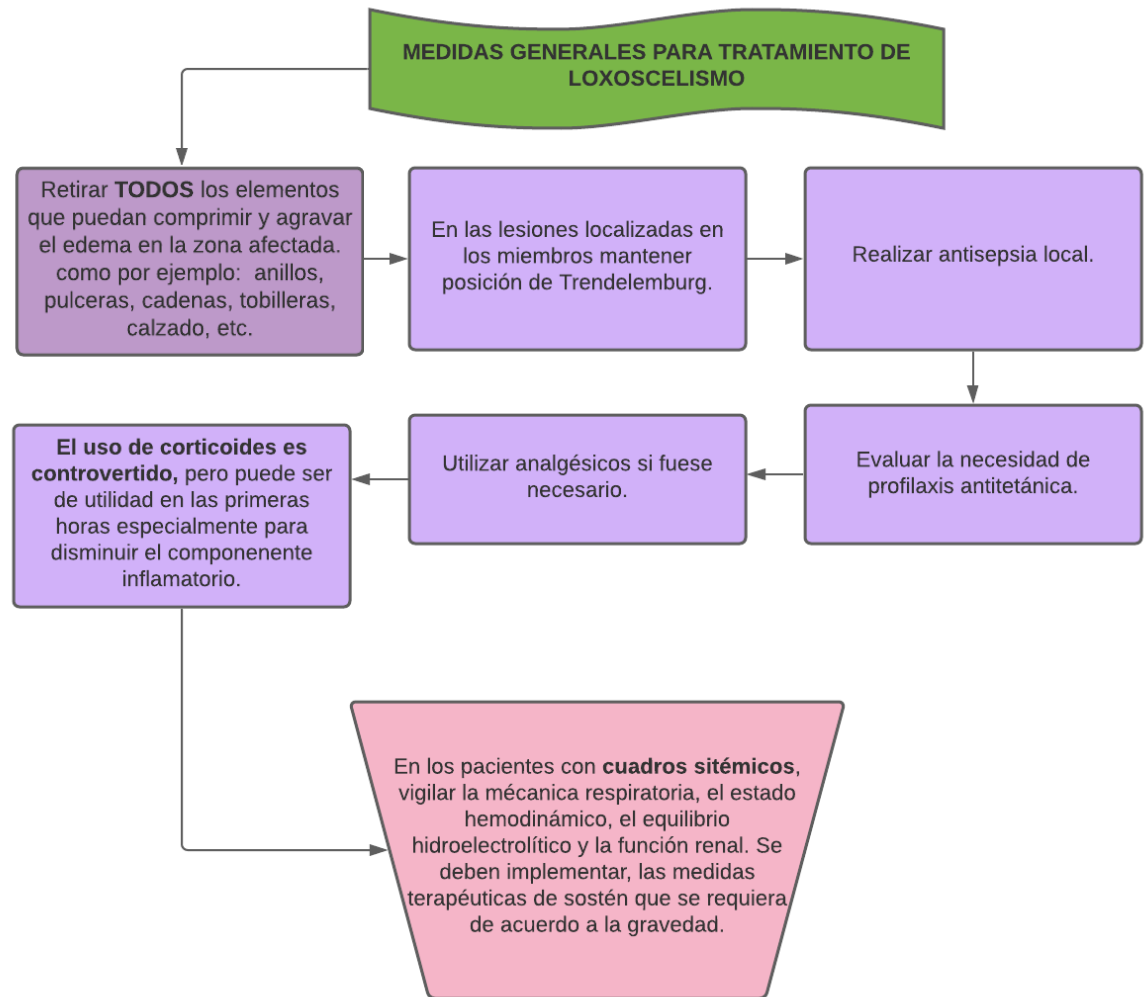 MEDIDAS GENERALES PARA TRATAMIENTO DE
LOXOSCELISMO
Retirar TODOS los elementos
que puedan comprimir y agravar
el edema en la zona afectada.
como por ejemplo: anillos,
pulceras, cadenas, tobilleras,
calzado, etc.
En las lesiones localizadas en
los miembros mantener
posición de Trendelemburg.
Realizar antisepsia local.
Evaluar la necesidad de
profilaxis antitetánica.
Utilizar analgésicos si fuese
necesario.
El uso de corticoides es
controvertido, pero puede ser
de utilidad en las primeras
horas especialmente para
disminuir el componenente
inflamatorio.
En los pacientes con cuadros sitémicos,
vigilar la mécanica respiratoria, el estado
hemodinámico, el equilibrio
hidroelectrolítico y la función renal. Se
deben implementar, las medidas
terapéuticas de sostén que se requiera
de acuerdo a la gravedad.